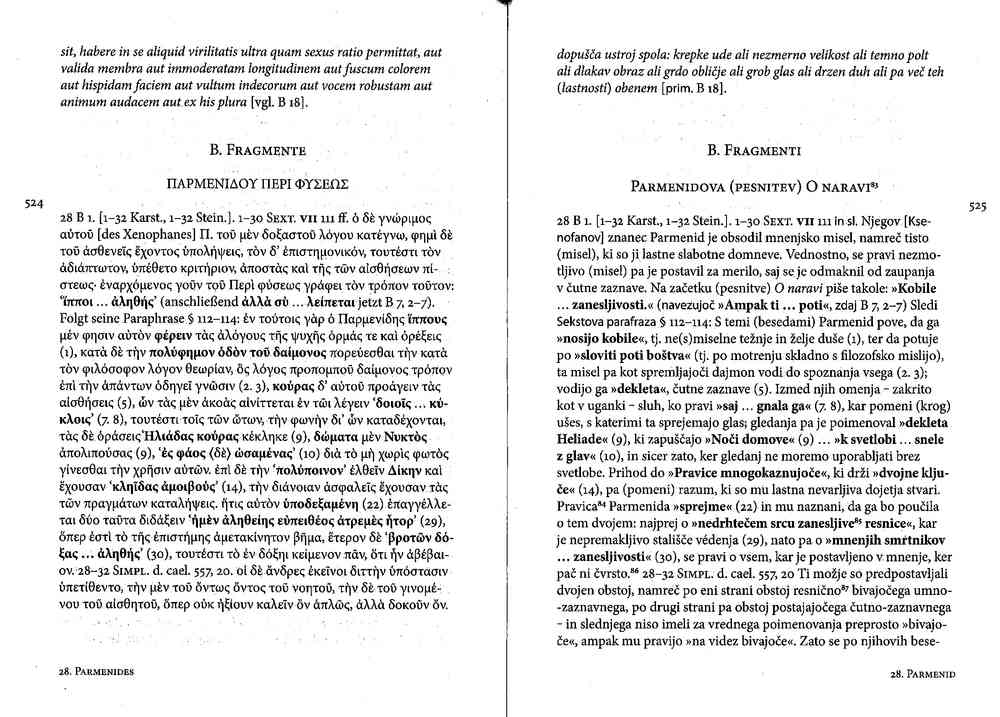 sit, habere in se aliquid virilitatis ultra quam sexus ratio permittat, aut
valida membra aut immoderatam longitudinem aut fuscum colorem
aut hispidam faciem aut vultum indecorum aut vocem robustam aut
animum audacem aut ex his plura [vgl. B 18].
B. FRAGMENTE
ΠΑΡΜΕΝΙΔΟΥ ΠΕΡΙ ΦΥΣΕΩΣ
524
28 B 1. [1–32 Karst., 1–32 Stein.]. 1–30 SEXT. VII 111 ff. ὁ δὲ γνώριμος
αὐτοῦ [des Xenophanes] Π. τοῦ μὲν δοξαστοῦ λόγου κατέγνω, φημὶ δὲ
τοῦ ἀσθενεῖς ἔχοντος ὑπολήψεις, τὸν δ’ ἐπιστημονικόν, τουτέστι τὸν
ἀδιάπτωτον, ὑπέθετο κριτήριον, ἀποστὰς καὶ τῆς τῶν αἰσθήσεων πί-
στεως· ἐναρχόμενος γοῦν τοῦ Περὶ φύσεως γράφει τὸν τρόπον τοῦτον:
‘ἵπποι ... ἀληθής’ (anschließend ἀλλὰ σὺ ... λείπεται jetzt B 7, 2–7).
Folgt seine Paraphrase § 112–114: ἐν τούτοις γὰρ ὁ Παρμενίδης ἵππους
μέν φησιν αὐτὸν φέρειν τὰς ἀλόγους τῆς ψυχῆς ὁρμάς τε καὶ ὀρέξεις
(1), κατὰ δὲ τὴν πολύφημον ὁδὸν τοῦ δαίμονος πορεύεσθαι τὴν κατὰ
τὸν φιλόσοφον λόγον θεωρίαν, ὃς λόγος προπομποῦ δαίμονος τρόπον
ἐπὶ τὴν ἁπάντων ὁδηγεῖ γνῶσιν (2. 3), κούρας δ’ αὐτοῦ προάγειν τὰς
αἰσθήσεις (5), ὧν τὰς μὲν ἀκοὰς αἰνίττεται ἐν τῶι λέγειν ‘δοιοῖς ... κύ-
κλοις’ (7. 8), τουτέστι τοῖς τῶν ὤτων, τὴν φωνὴν δι’ ὧν καταδέχονται,
τὰς δὲ ὁράσεις Ἡλιάδας κούρας κέκληκε (9), δώματα μὲν Νυκτὸς
ἀπολιπούσας (9), ‘ἐς φάος ⟨δὲ⟩ ὠσαμένας’ (10) διὰ τὸ μὴ χωρὶς φωτὸς
γίνεσθαι τὴν χρῆσιν αὐτῶν. ἐπὶ δὲ τὴν ‘πολύποινον’ ἐλθεῖν Δίκην καὶ
ἔχουσαν ‘κληῖδας ἀμοιβούς’ (14), τὴν διάνοιαν ἀσφαλεῖς ἔχουσαν τὰς
τῶν πραγμάτων καταλήψεις. ἥτις αὐτὸν ὑποδεξαμένη (22) ἐπαγγέλλε-
ται δύο ταῦτα διδάξειν ‘ἠμὲν ἀληθείης εὐπειθέος ἀτρεμὲς ἦτορ’ (29),
ὅπερ ἐστὶ τὸ τῆς ἐπιστήμης ἀμετακίνητον βῆμα, ἕτερον δὲ ‘βροτῶν δό-
ξας ... ἀληθής’ (30), τουτέστι τὸ ἐν δόξηι κείμενον πᾶν, ὅτι ἦν ἀβέβαι-
ον. 28–32 SIMPL. d. cael. 557, 20. οἱ δὲ ἄνδρες ἐκεῖνοι διττὴν ὑπόστασιν
ὑπετίθεντο, τὴν μὲν τοῦ ὄντως ὄντος τοῦ νοητοῦ, τὴν δὲ τοῦ γινομέ-
νου τοῦ αἰσθητοῦ, ὅπερ οὐκ ἠξίουν καλεῖν ὂν ἁπλῶς, ἀλλὰ δοκοῦν ὄν.
28. PARMENIDES
dopušča ustroj spola: krepke ude ali nezmerno velikost ali temno polt
ali dlakav obraz ali grdo obličje ali grob glas ali drzen duh ali pa več teh
(lastnosti) obenem [prim. B 18].
B. FRAGMENTI
PARMENIDOVA (PESNITEV) O NARAVI⁸³
525
28 B 1. [1–32 Karst., 1–32 Stein.]. 1–30 SEXT. VII 111 in sl. Njegov [Kse-
nofanov] znanec Parmenid je obsodil mnenjsko misel, namreč tisto
(misel), ki so ji lastne slabotne domneve. Vednostno, se pravi nezmo-
tljivo (misel) pa je postavil za merilo, saj se je odmaknil od zaupanja
v čutne zaznave. Na začetku (pesnitve) O naravi piše takole: »Kobile
... zanesljivosti.« (navezujoč »Ampak ti ... poti«, zdaj B 7, 2–7) Sledi
Sekstova parafraza § 112–114: S temi (besedami) Parmenid pove, da ga
»nosijo kobile«, tj. ne(s)miselne težnje in želje duše (1), ter da potuje
po »sloviti poti boštva« (tj. po motrenju skladno s filozofsko mislijo),
ta misel pa kot spremljajoči dajmon vodi do spoznanja vsega (2. 3);
vodijo ga »dekleta«, čutne zaznave (5). Izmed njih omenja – zakrito
kot v uganki – sluh, ko pravi »saj ... gnala ga« (7. 8), kar pomeni (krog)
ušes, s katerimi ta sprejemajo glas; gledanja pa je poimenoval »dekleta
Heliade« (9), ki zapuščajo »Noči domove« (9) ... »k svetlobi ... snele
z glav« (10), in sicer zato, ker gledanj ne moremo uporabljati brez
svetlobe. Prihod do »Pravice mnogokaznujoče«, ki drži »dvojne klju-
če« (14), pa (pomeni) razum, ki so mu lastna nevarljiva dojetja stvari.
Pravica⁸⁴ Parmenida »sprejme« (22) in mu naznani, da ga bo poučila
o tem dvojem: najprej o »nedrhtečem srcu zanesljive⁸⁵ resnice«, kar
je nepremakljivo stališče védenja (29), nato pa o »mnenjih smŕtnikov
... zanesljivosti« (30), se pravi o vsem, kar je postavljeno v mnenje, ker
pač ni čvrsto.⁸⁶ 28–32 SIMPL. d. cael. 557, 20 Ti možje so predpostavljali
dvojen obstoj, namreč po eni strani obstoj resnično⁸⁷ bivajočega umno-
-zaznavnega, po drugi strani pa obstoj postajajočega čutno-zaznavnega
– in slednjega niso imeli za vrednega poimenovanja preprosto »bivajo-
če«, ampak mu pravijo »na videz bivajoče«. Zato se po njihovih bese-
28. PARMENID